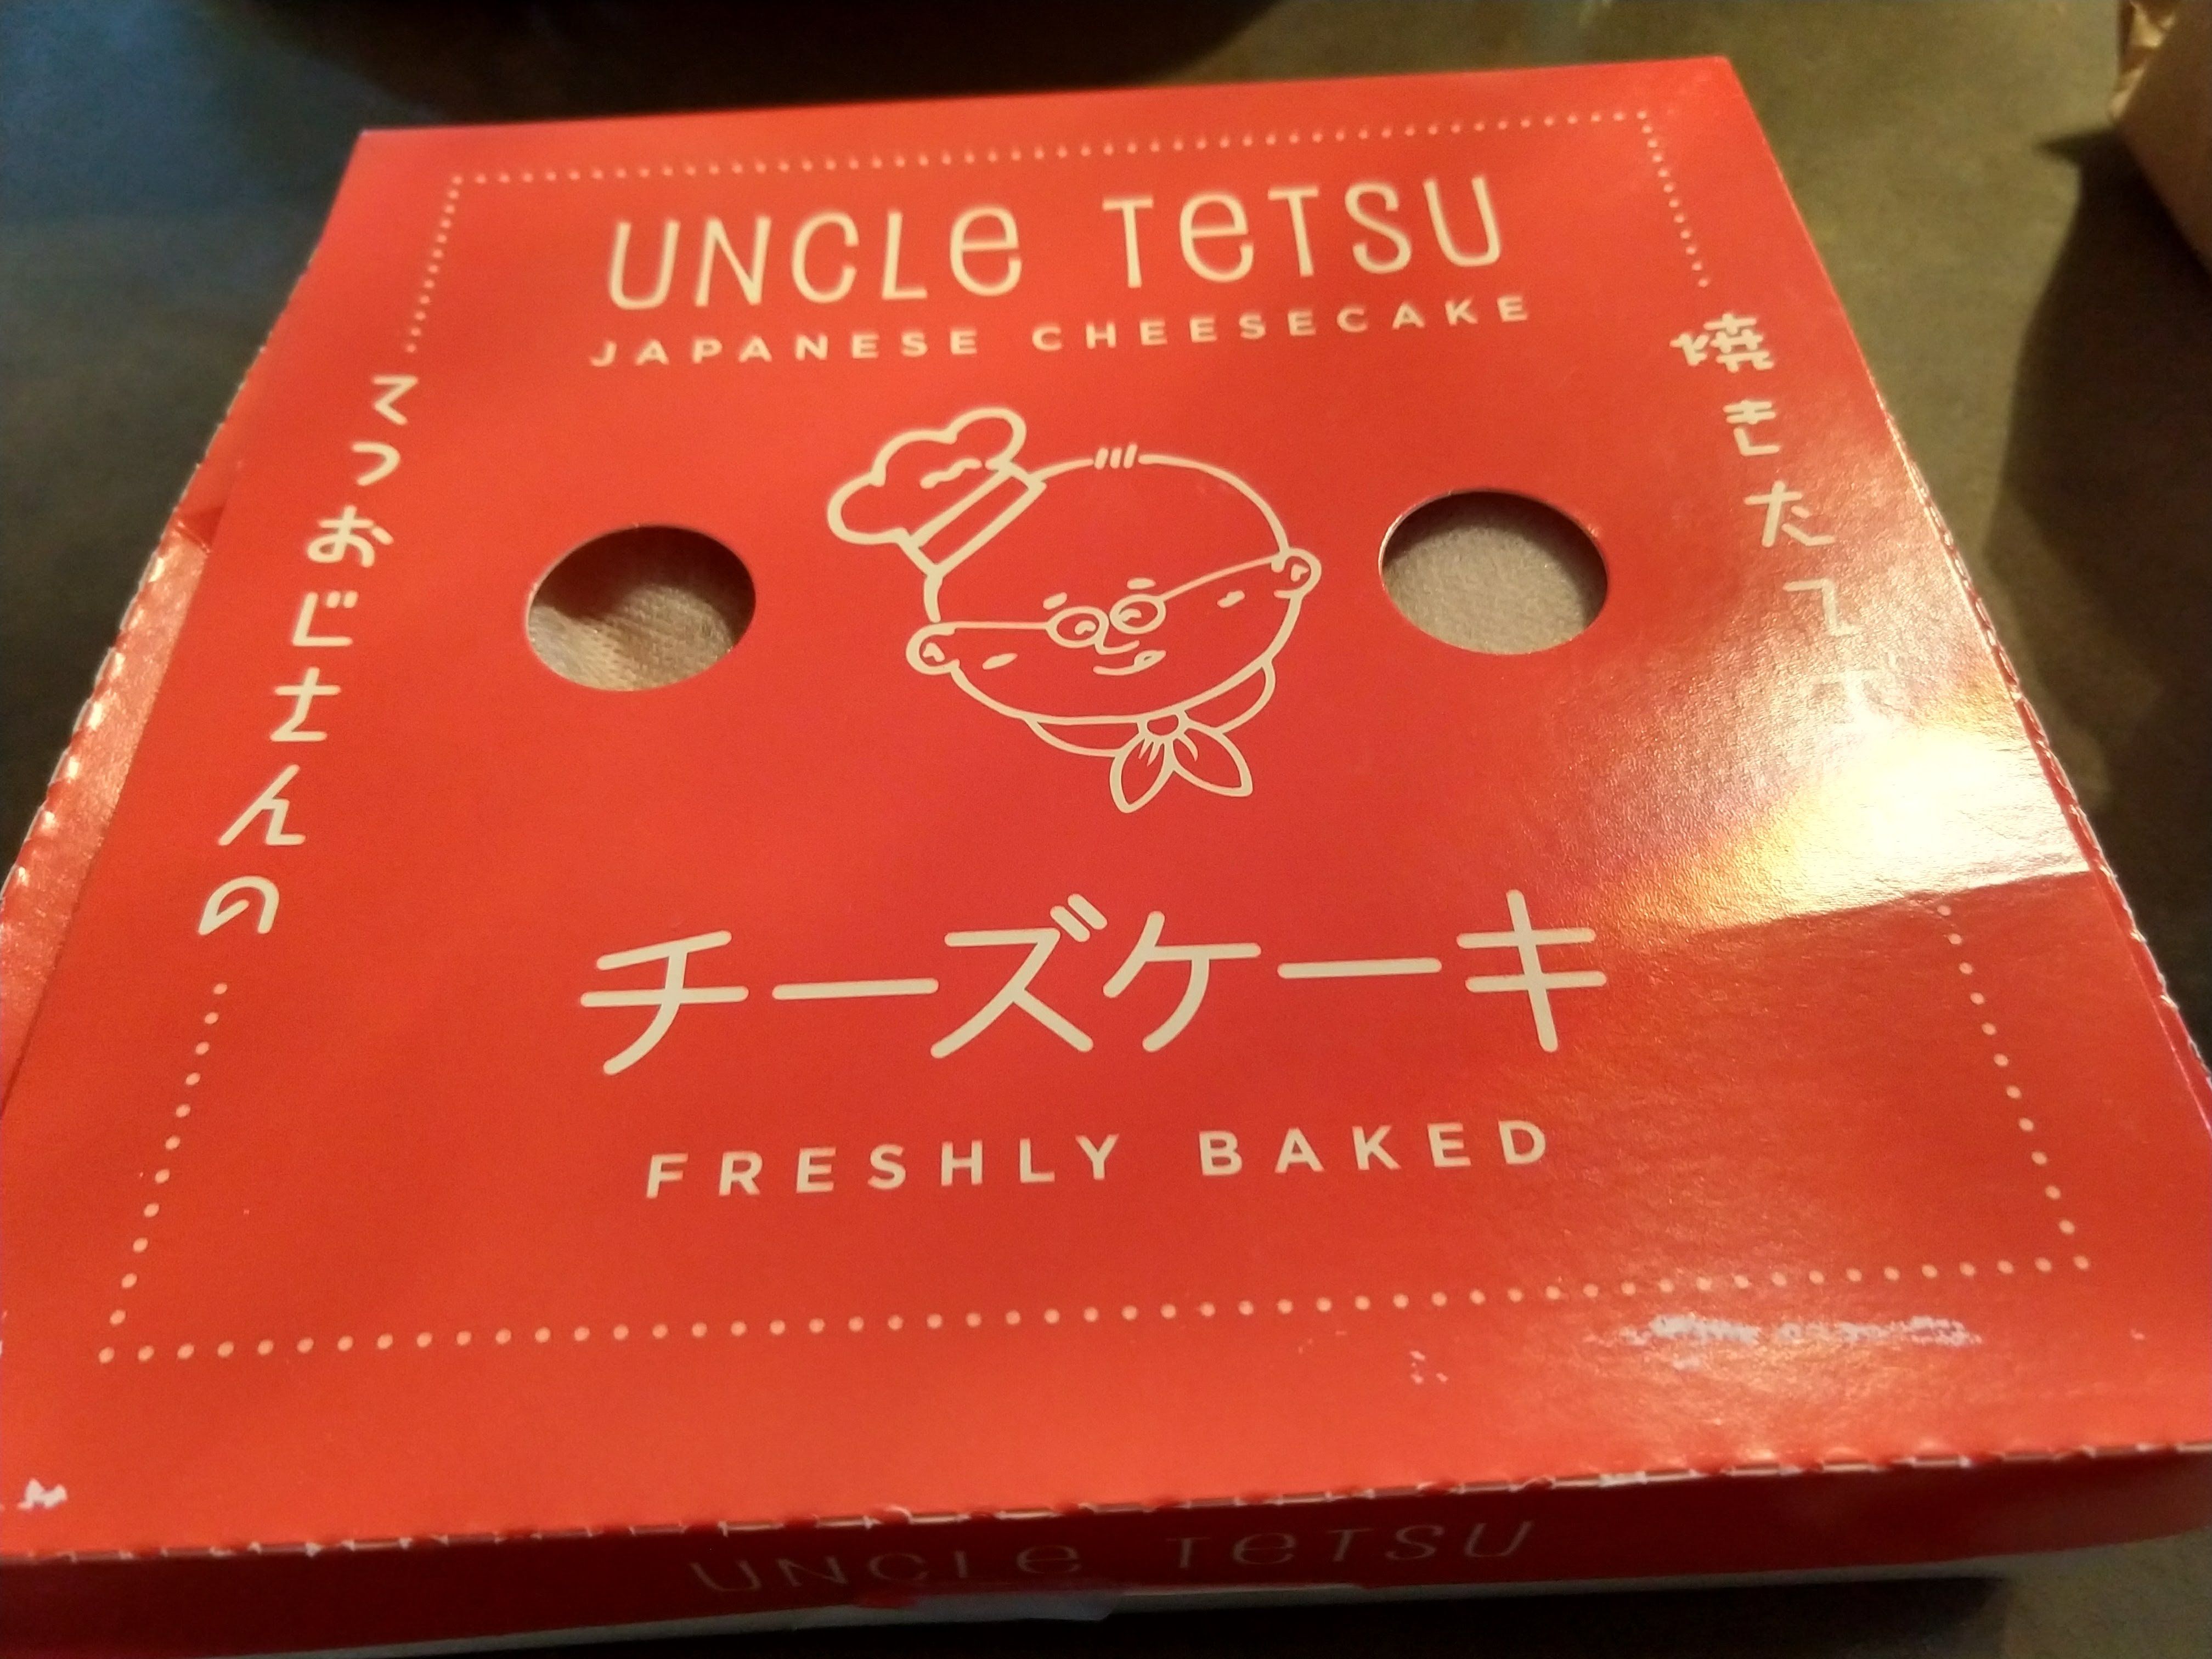 UNCLe TeTSU
JAPANESE CHEESECAKE
焼きたて
てつおじさんの
チーズケーキ
FRESHLY BAKED
UNCLe TeTSU